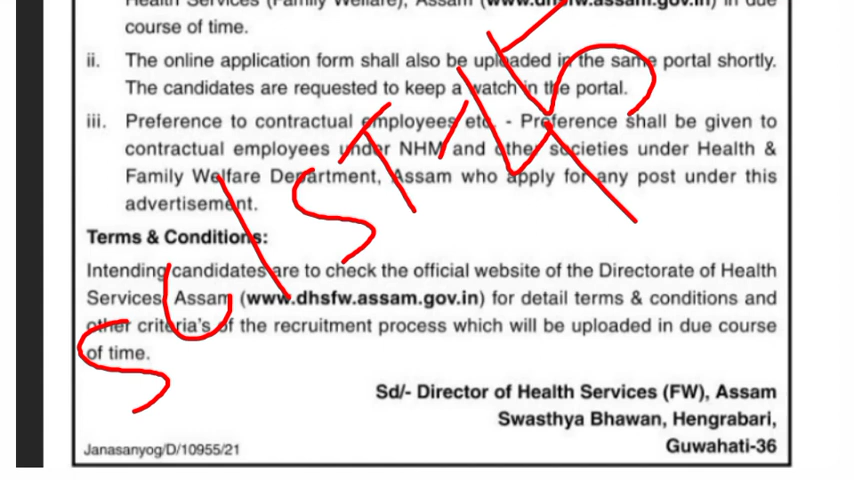 Health Services (Family Welfare), Assam (www.dhsfw.assam.gov.in) in due
course of time.
ii. The online application form shall also be uploaded in the same portal shortly.
The candidates are requested to keep a watch in the portal.
iii. Preference to contractual employees etc. - Preference shall be given to
contractual employees under NHM and other societies under Health &
Family Welfare Department, Assam who apply for any post under this
advertisement.
Terms & Conditions:
Intending candidates are to check the official website of the Directorate of Health
Services, Assam (www.dhsfw.assam.gov.in) for detail terms & conditions and
other criteria's of the recruitment process which will be uploaded in due course
of time.
Sd/- Director of Health Services (FW), Assam
Swasthya Bhawan, Hengrabari,
Guwahati-36
Janasanyog/D/10955/21
SC/ST-45